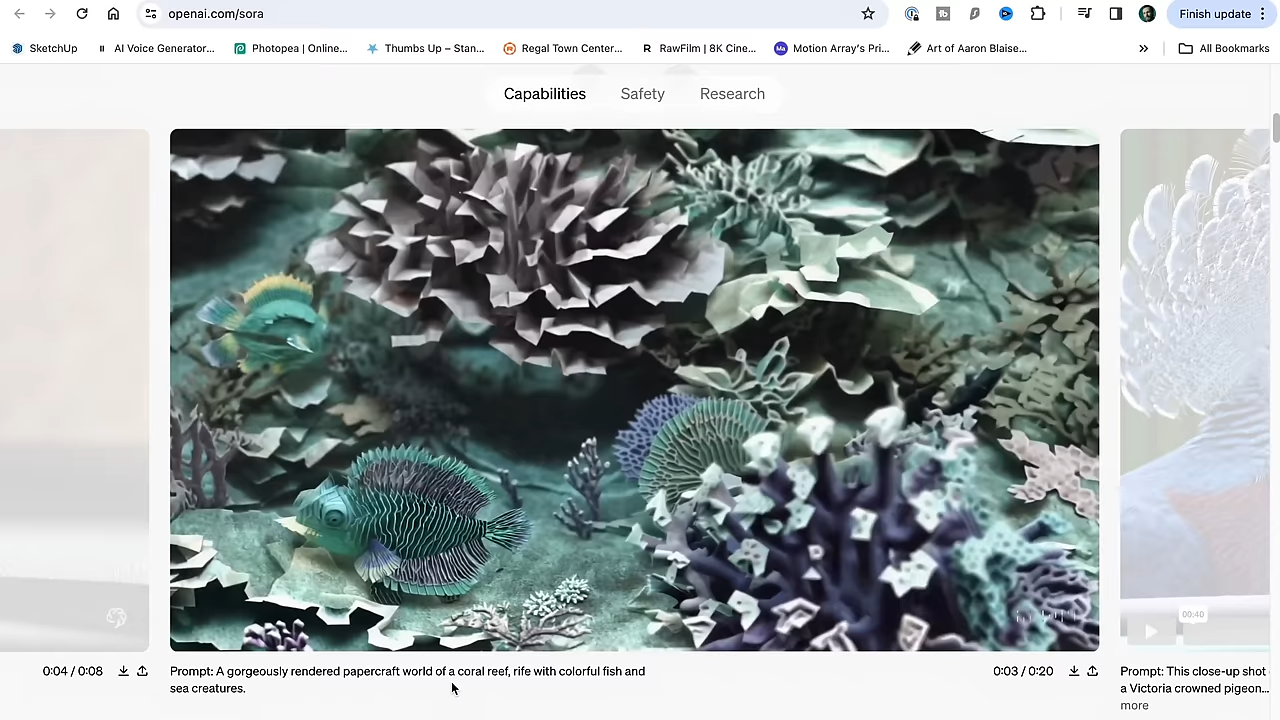 openai.com/sora
Finish update
SketchUp
AI Voice Generator...
Photopea | Online...
Thumbs Up – Stan...
Regal Town Center...
RawFilm | 8K Cine...
Motion Array's Pri...
Art of Aaron Blaise...
All Bookmarks
Capabilities
Safety
Research
00:40
0:04 / 0:08
Prompt: A gorgeously rendered papercraft world of a coral reef, rife with colorful fish and
sea creatures.
0:03 / 0:20
Prompt: This close-up shot
a Victoria crowned pigeon...
more